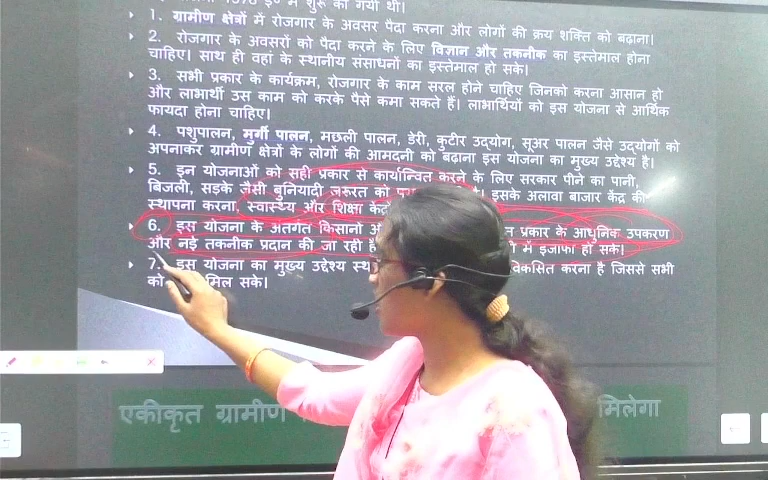 में शुरू की गयी थी।
1. ग्रामीण क्षेत्रों में रोजगार के अवसर पैदा करना और लोगों की क्रय शक्ति को बढ़ाना।
2. रोजगार के अवसरों को पैदा करने के लिए विज्ञान और तकनीक का इस्तेमाल होना
चाहिए। साथ ही वहां के स्थानीय संसाधनों का इस्तेमाल हो सके।
3. सभी प्रकार के कार्यक्रम, रोजगार के काम सरल होने चाहिए जिनको करना आसान हो
और लाभार्थी उस काम को करके पैसे कमा सकते हैं। लाभार्थियों को इस योजना से आर्थिक
फायदा होना चाहिए।
4. पशुपालन, मुर्गी पालन, मछली पालन, डेरी, कुटीर उद्योग, सूअर पालन जैसे उद्योगों को
अपनाकर ग्रामीण क्षेत्रों के लोगों की आमदनी को बढ़ाना इस योजना का मुख्य उद्देश्य है।
5. इन योजनाओं को सही प्रकार से कार्यान्वित करने के लिए सरकार पीने का पानी,
बिजली, सड़के जैसी बुनियादी जरूरत को है। इसके अलावा बाजार केंद्र की
स्थापना करना, स्वास्थ्य और शिक्षा
6. इस योजना के अतर्गत किसानो प्रकार के आधुनिक उपकरण
और नई तकनीक प्रदान की जा रही है में इजाफा हो सके।
7. इस योजना का मुख्य उद्देश्य विकसित करना है जिससे सभी
को मिल सके।
एकीकृत ग्रामीण मिलेगा